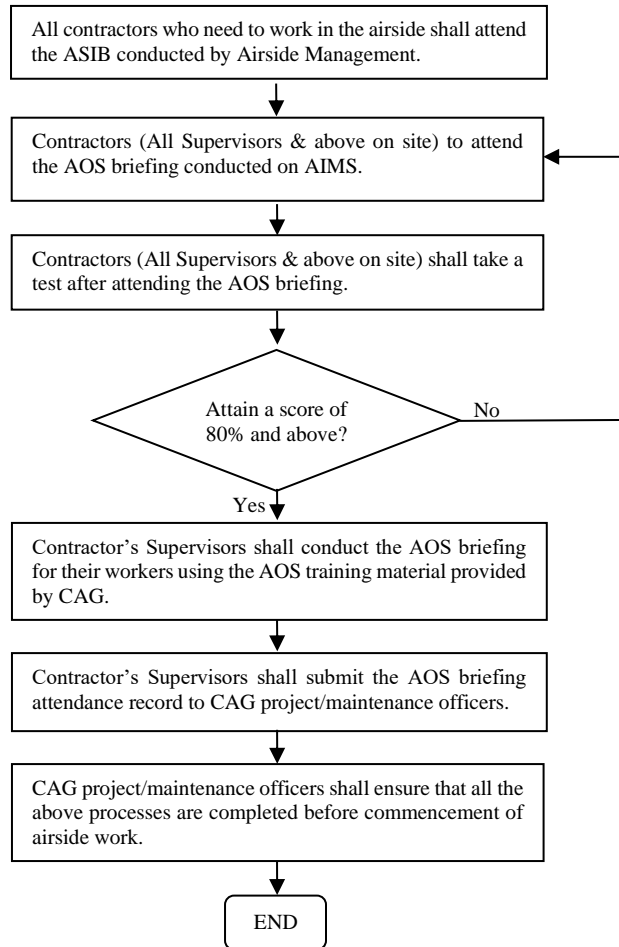 All contractors who need to work in the airside shall attend
the ASIB conducted by Airside Management.
Contractors (All Supervisors & above on site) to attend
the AOS briefing conducted on AIMS.
Contractors (All Supervisors & above on site) shall take a
test after attending the AOS briefing.
Attain a score of
80% and above?
No
Yes
Contractor’s Supervisors shall conduct the AOS briefing
for their workers using the AOS training material provided
by CAG.
Contractor’s Supervisors shall submit the AOS briefing
attendance record to CAG project/maintenance officers.
CAG project/maintenance officers shall ensure that all the
above processes are completed before commencement of
airside work.
END